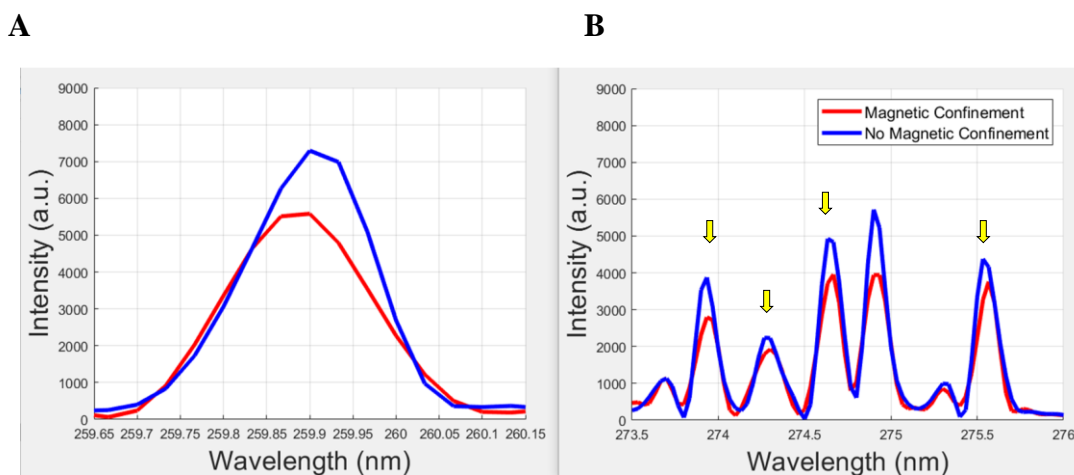 A
B
9000
8000
7000
6000
5000
4000
3000
2000
1000
0
Intensity (a.u.)
259.65 259.7 259.75 259.8 259.85 259.9 259.95 260 260.05 260.1 260.15
Wavelength (nm)
9000
8000
7000
6000
5000
4000
3000
2000
1000
0
Intensity (a.u.)
Magnetic Confinement
No Magnetic Confinement
273.5 274 274.5 275 275.5 276
Wavelength (nm)